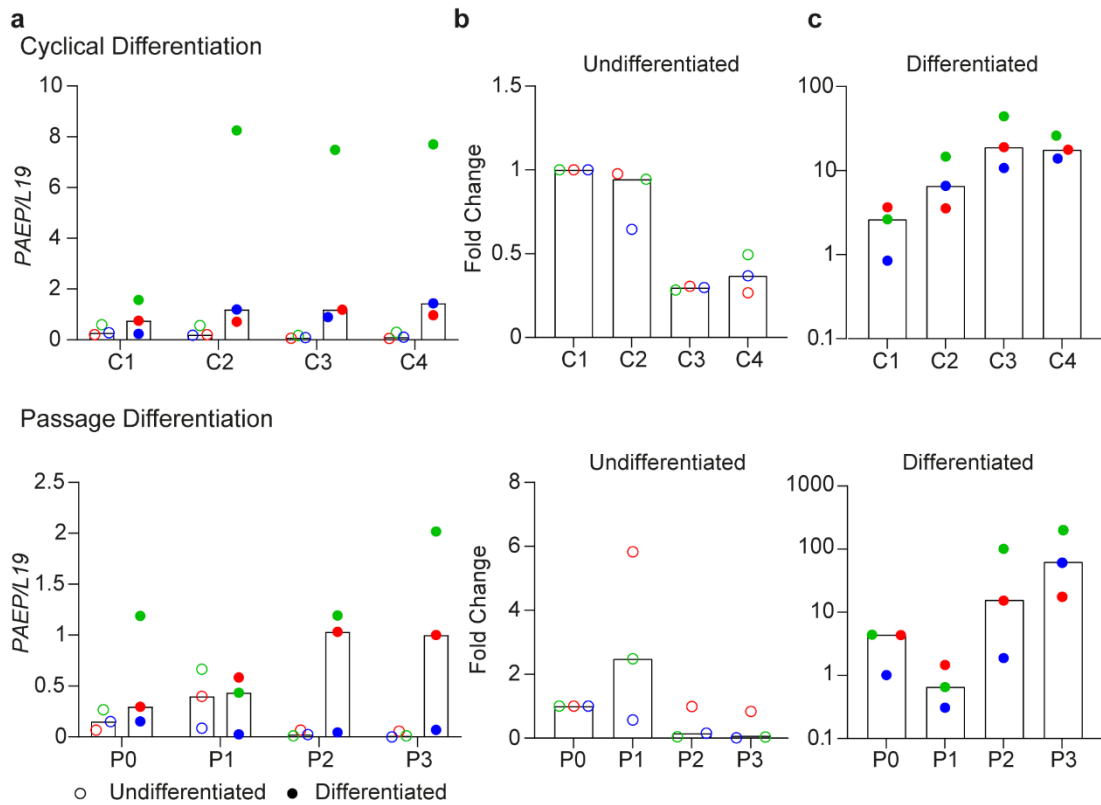 a
Cyclical Differentiation
PAEP/L19
10
8
6
4
2
0
C1 C2 C3 C4
b
Undifferentiated
Fold Change
1.5
1
0.5
0
C1 C2 C3 C4
c
Differentiated
100
10
1
0.1
C1 C2 C3 C4
Passage Differentiation
PAEP/L19
2.5
2
1.5
1
0.5
0
P0 P1 P2 P3
Undifferentiated Differentiated
Undifferentiated
Fold Change
8
6
4
2
0
P0 P1 P2 P3
Differentiated
1000
100
10
1
0.1
P0 P1 P2 P3